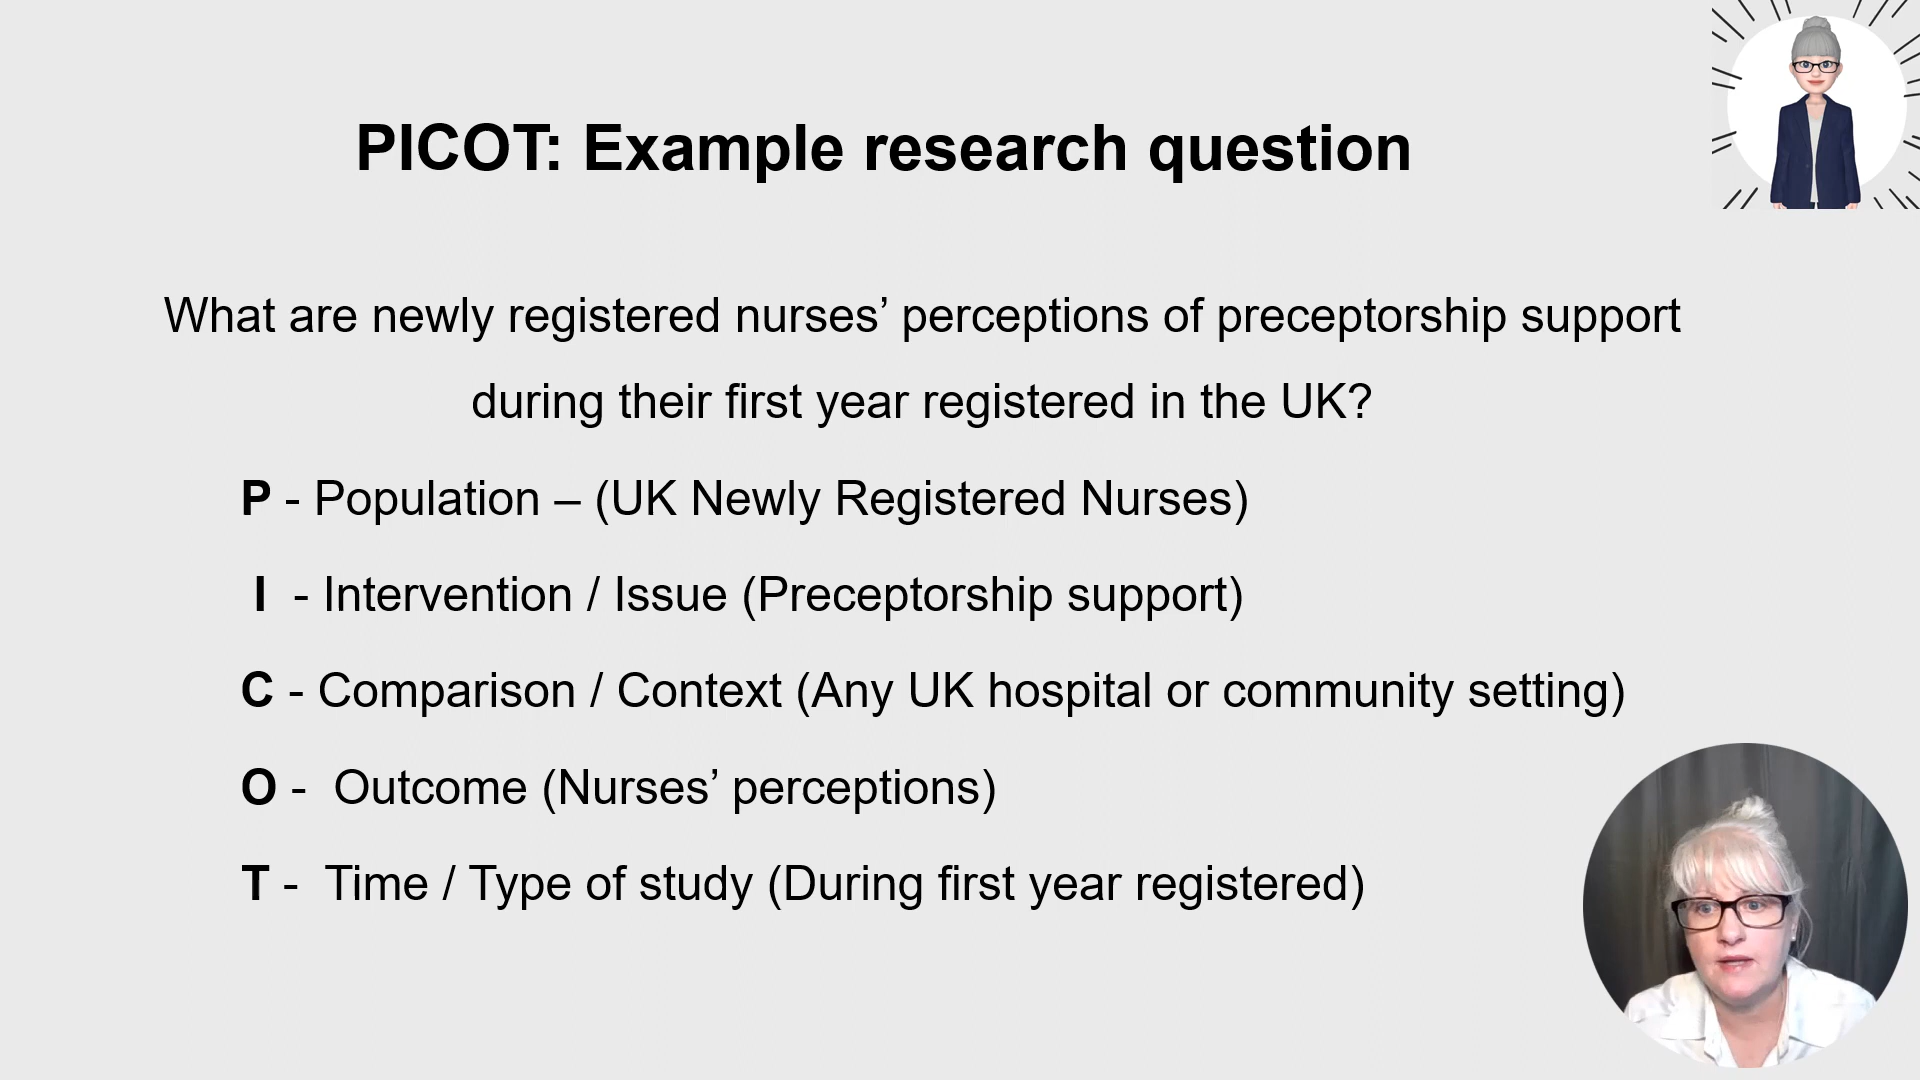 PICOT: Example research question
What are newly registered nurses’ perceptions of preceptorship support
during their first year registered in the UK?
P - Population – (UK Newly Registered Nurses)
I - Intervention / Issue (Preceptorship support)
C - Comparison / Context (Any UK hospital or community setting)
O - Outcome (Nurses’ perceptions)
T - Time / Type of study (During first year registered)